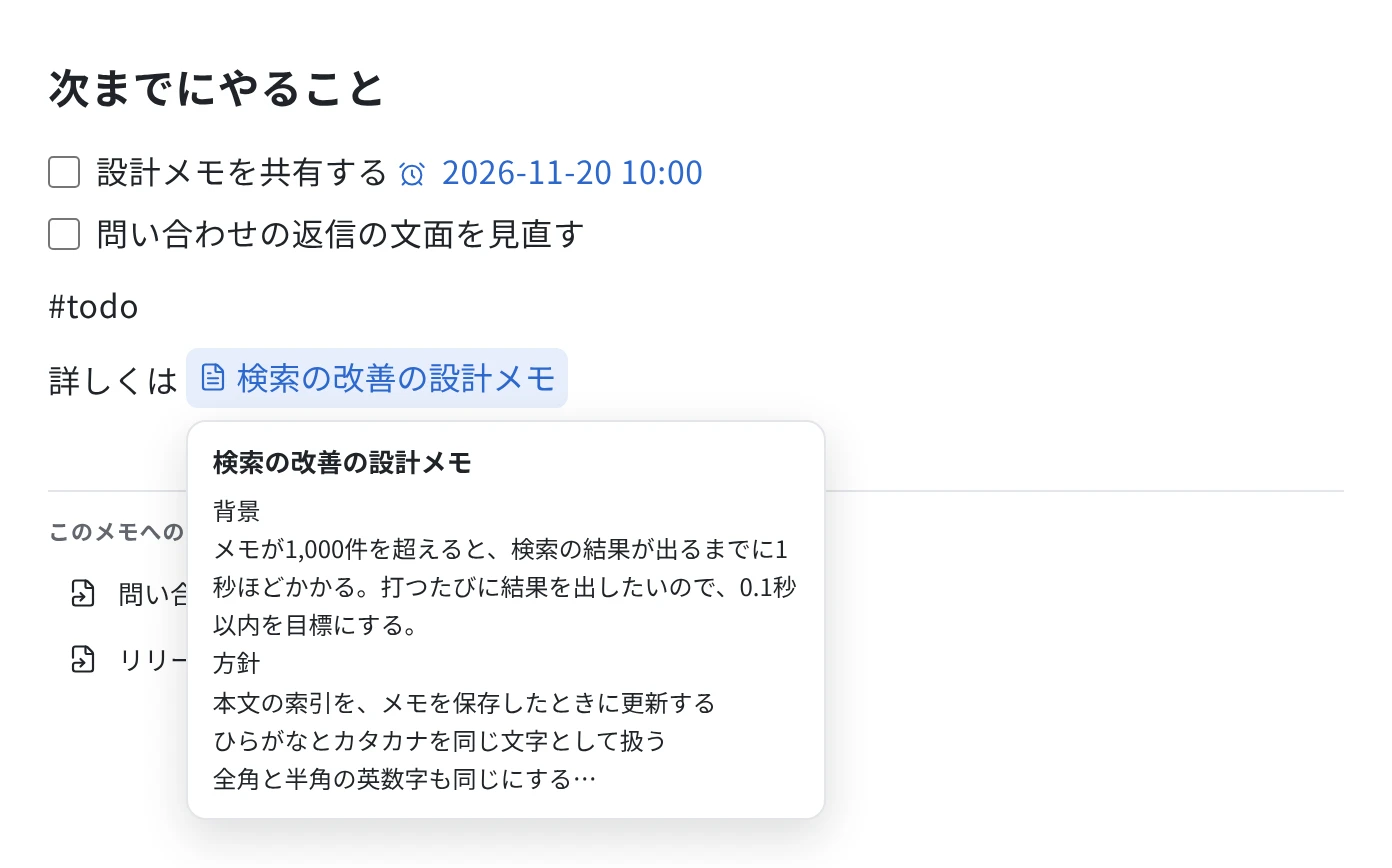 次までにやること
設計メモを共有する 2026-11-20 10:00
問い合わせの返信の文面を見直す
#todo
詳しくは 検索の改善の設計メモ
検索の改善の設計メモ
背景
メモが1,000件を超えると、検索の結果が出るまでに1
秒ほどかかる。打つたびに結果を出したいので、0.1秒
以内を目標にする。
方針
本文の索引を、メモを保存したときに更新する
ひらがなとカタカナを同じ文字として扱う
全角と半角の英数字も同じにする…
このメモへの
問い合
リリー